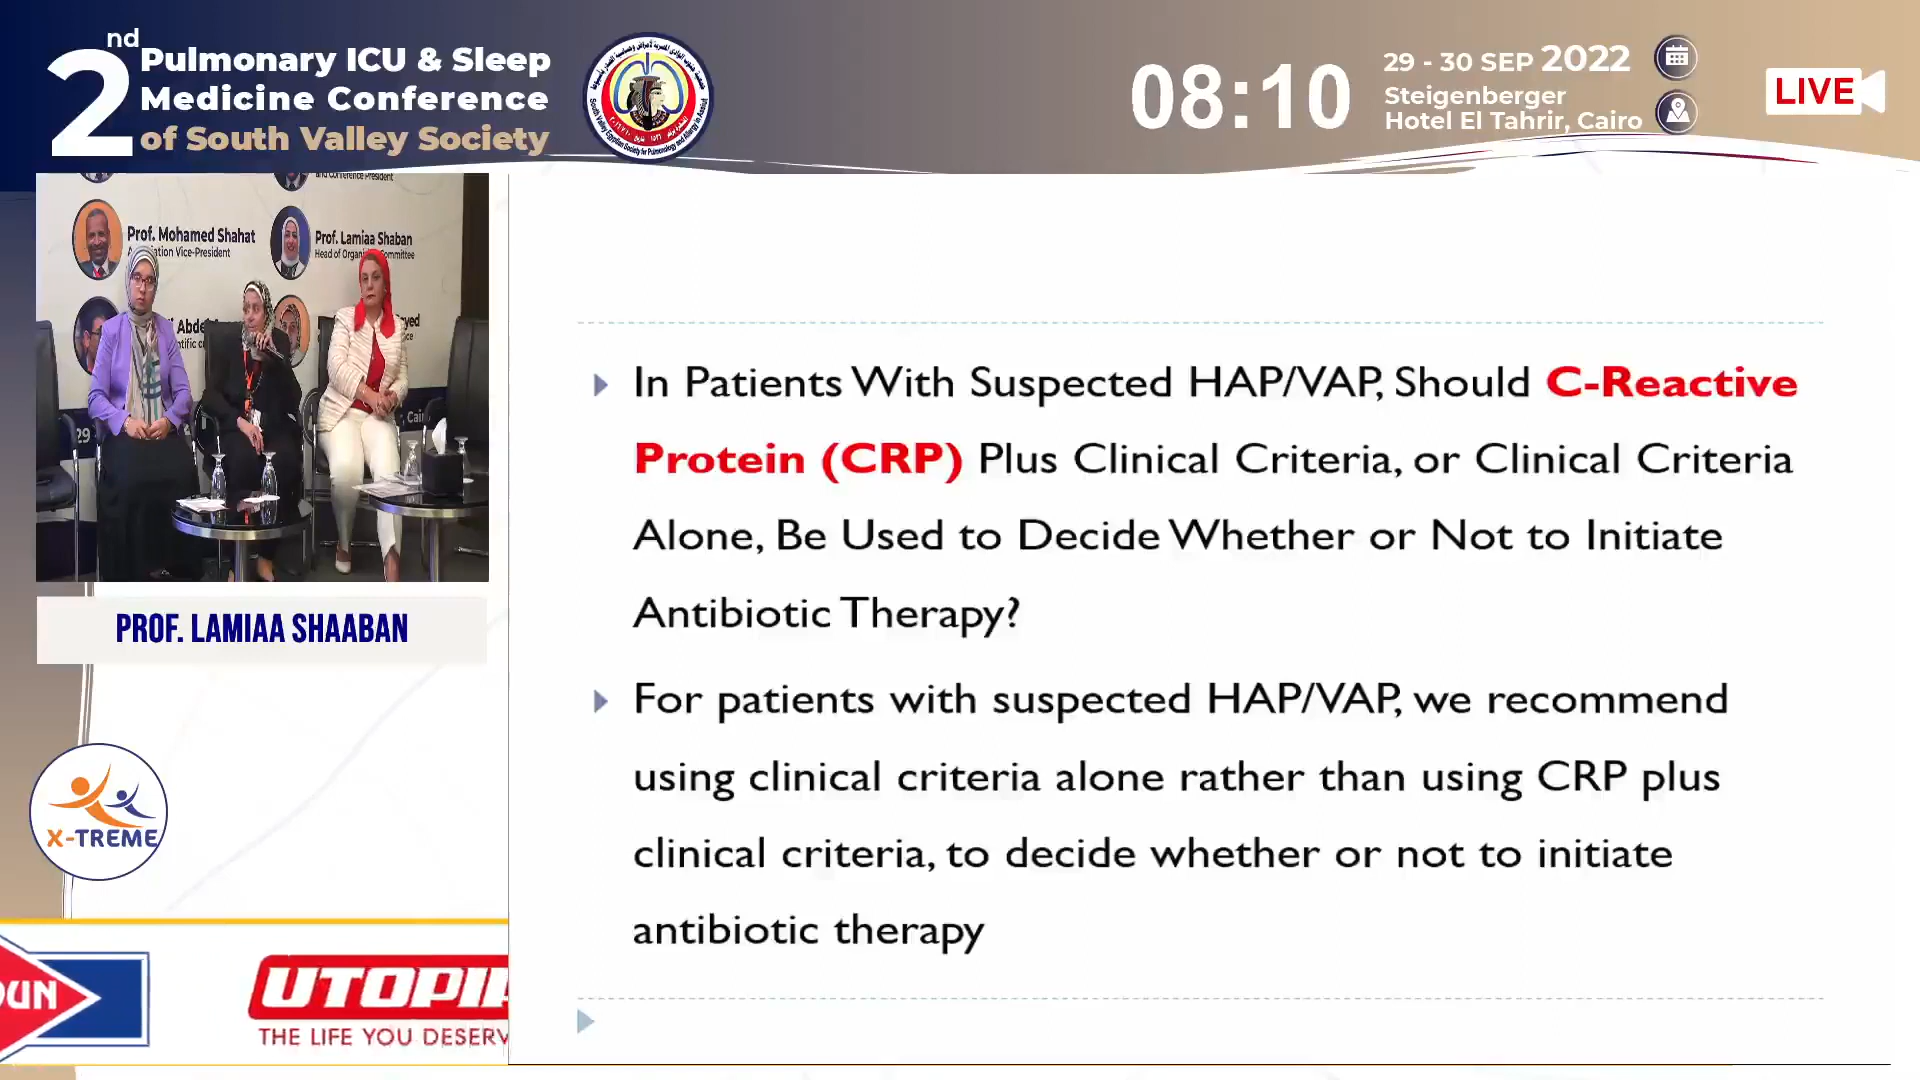 2nd
Pulmonary ICU & Sleep
Medicine Conference
of South Valley Society
08:10
29 - 30 SEP 2022
Steigenberger
Hotel El Tahrir, Cairo
LIVE
and Conference President
Prof. Mohamed Shahat
Prof. Lamiaa Shaban
PROF. LAMIAA SHAABAN
X-TREME
UTOPI
THE LIFE YOU DESERV
In Patients With Suspected HAP/VAP, Should C-Reactive
Protein (CRP) Plus Clinical Criteria, or Clinical Criteria
Alone, Be Used to Decide Whether or Not to Initiate
Antibiotic Therapy?
For patients with suspected HAP/VAP, we recommend
using clinical criteria alone rather than using CRP plus
clinical criteria, to decide whether or not to initiate
antibiotic therapy